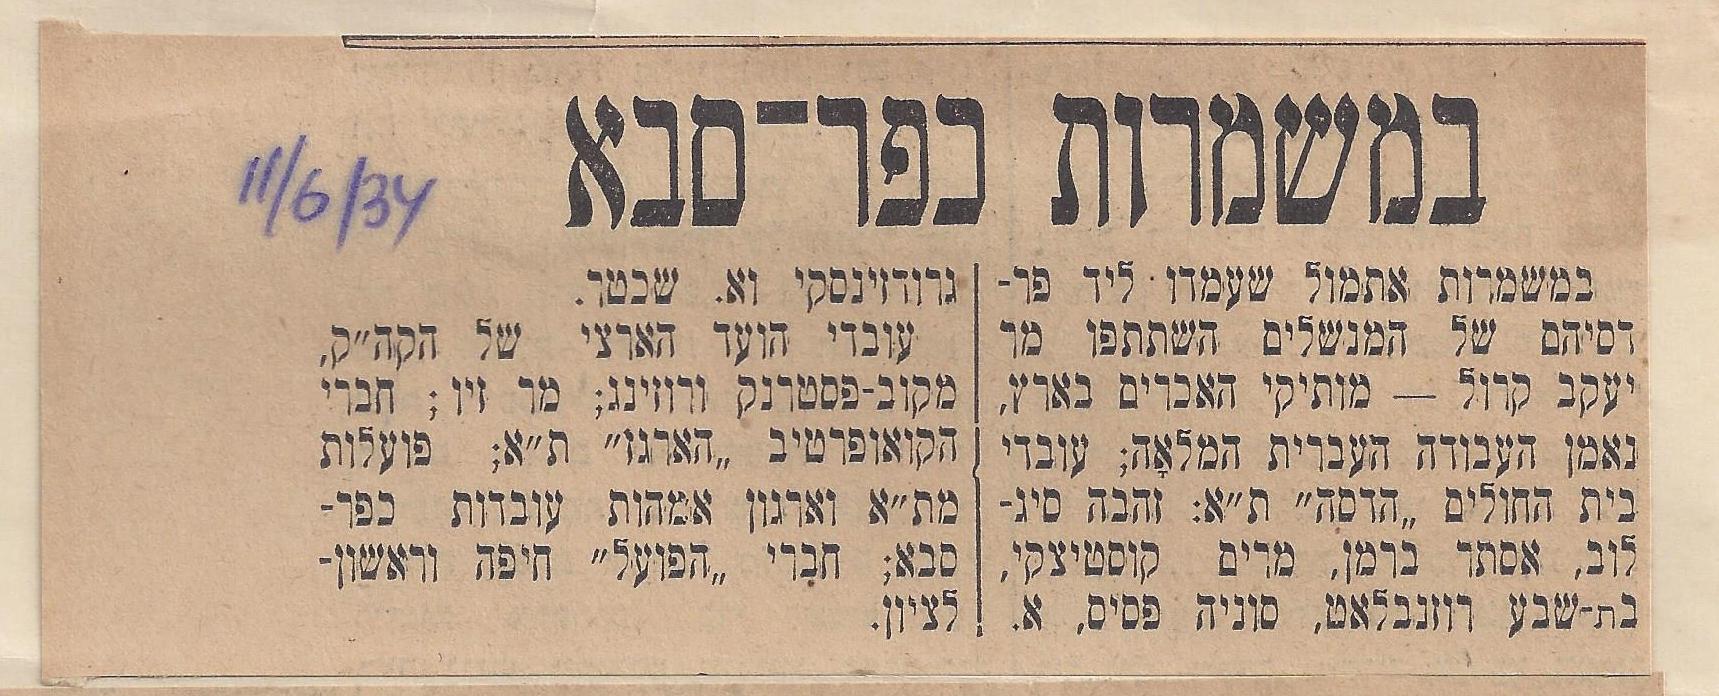 במשמרות כפר־סבא
11/6/34
במשמרות אתמול שעמדו ליד פר-
דסיהם של המנשלים השתתפו מר
יעקב קרול — מותיקי האכרים בארץ,
נאמן העבודה העברית המלאָה; עובדי
בית החולים „הדסה" ת"א: זהבה סיג-
לוב, אסתר ברמן, מרים קוסטיצקי,
בת-שבע רוזנבלאט, סוניה פסיס, א.
גרודזינסקי וא. שכטר.
עובדי הועד הארצי של הקה"ק,
מקוב-פסטרנק ורוזינג; מר זיו; חברי
הקואופרטיב „הארגז" ת"א; פועלות
מת"א וארגון אמהות עובדות כפר-
סבא; חברי „הפועל" חיפה וראשון-
לציון.